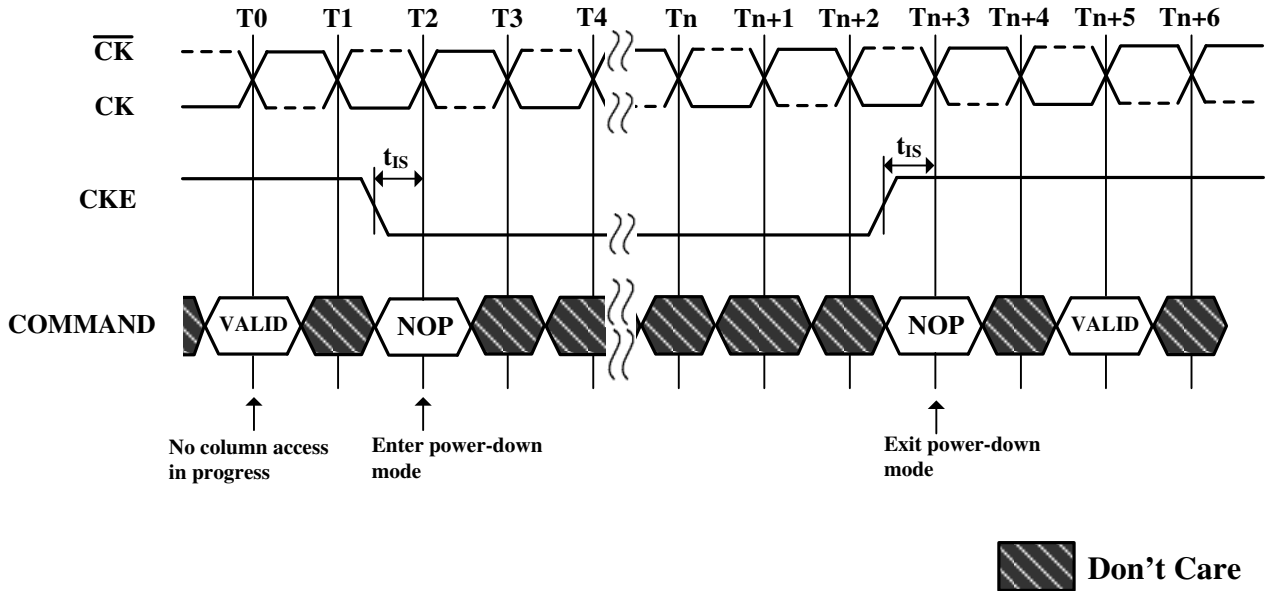 T0 T1 T2 T3 T4 Tn Tn+1 Tn+2 Tn+3 Tn+4 Tn+5 Tn+6
C̅K̅
CK
tIS tIS
CKE
COMMAND VALID NOP NOP VALID
No column access
in progress
Enter power-down
mode
Exit power-down
mode
Don't Care